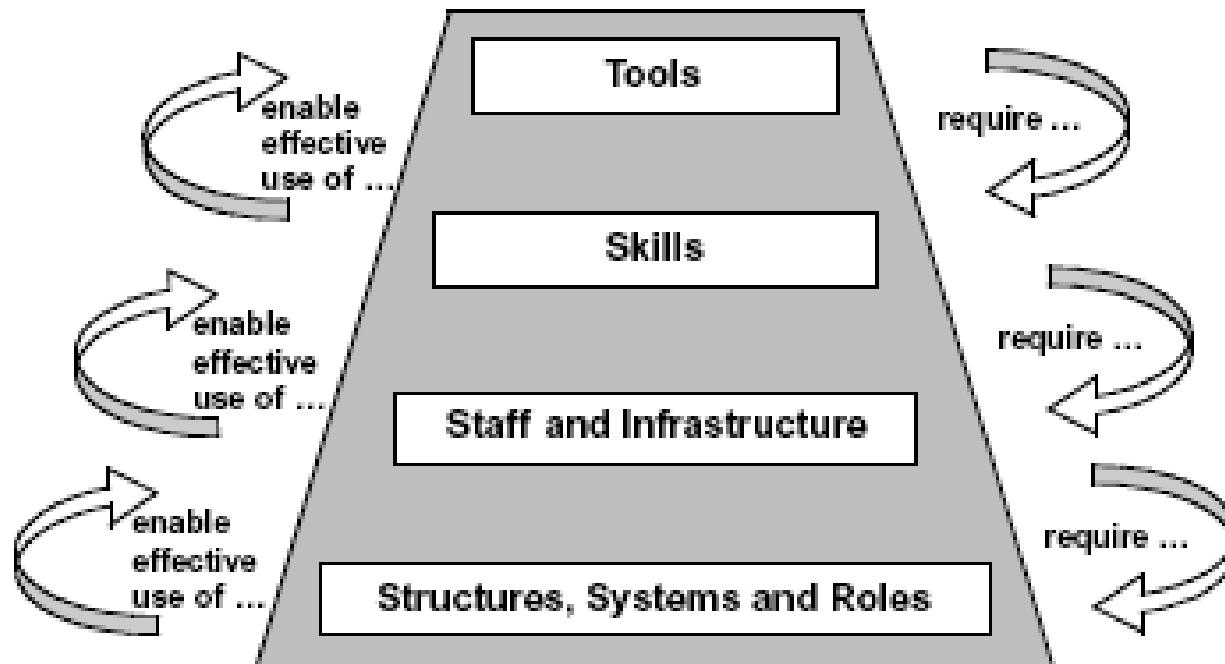 Tools
enable
effective
use of ...
require ...
Skills
enable
effective
use of ...
require ...
Staff and Infrastructure
enable
effective
use of ...
require ...
Structures, Systems and Roles